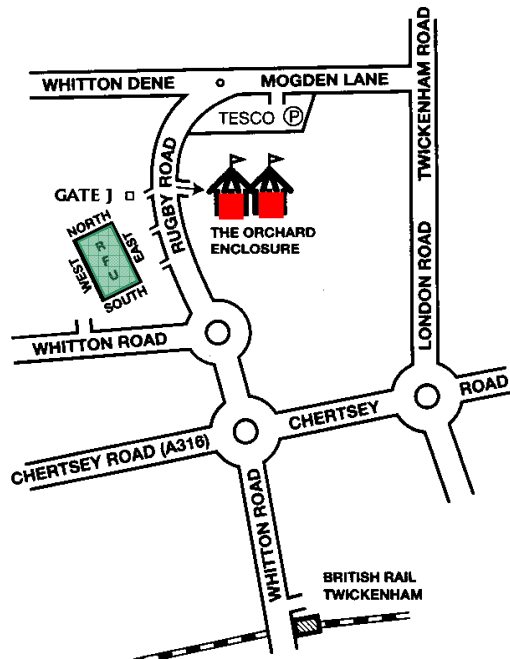 TWICKENHAM ROAD
WHITTON DENE
MOGDEN LANE
TESCO P
RUGBY ROAD
GATE J
NORTH
EAST
WEST
SOUTH
R
F
U
THE ORCHARD
ENCLOSURE
LONDON ROAD
WHITTON ROAD
CHERTSEY
ROAD
CHERTSEY ROAD (A316)
WHITTON ROAD
BRITISH RAIL
TWICKENHAM